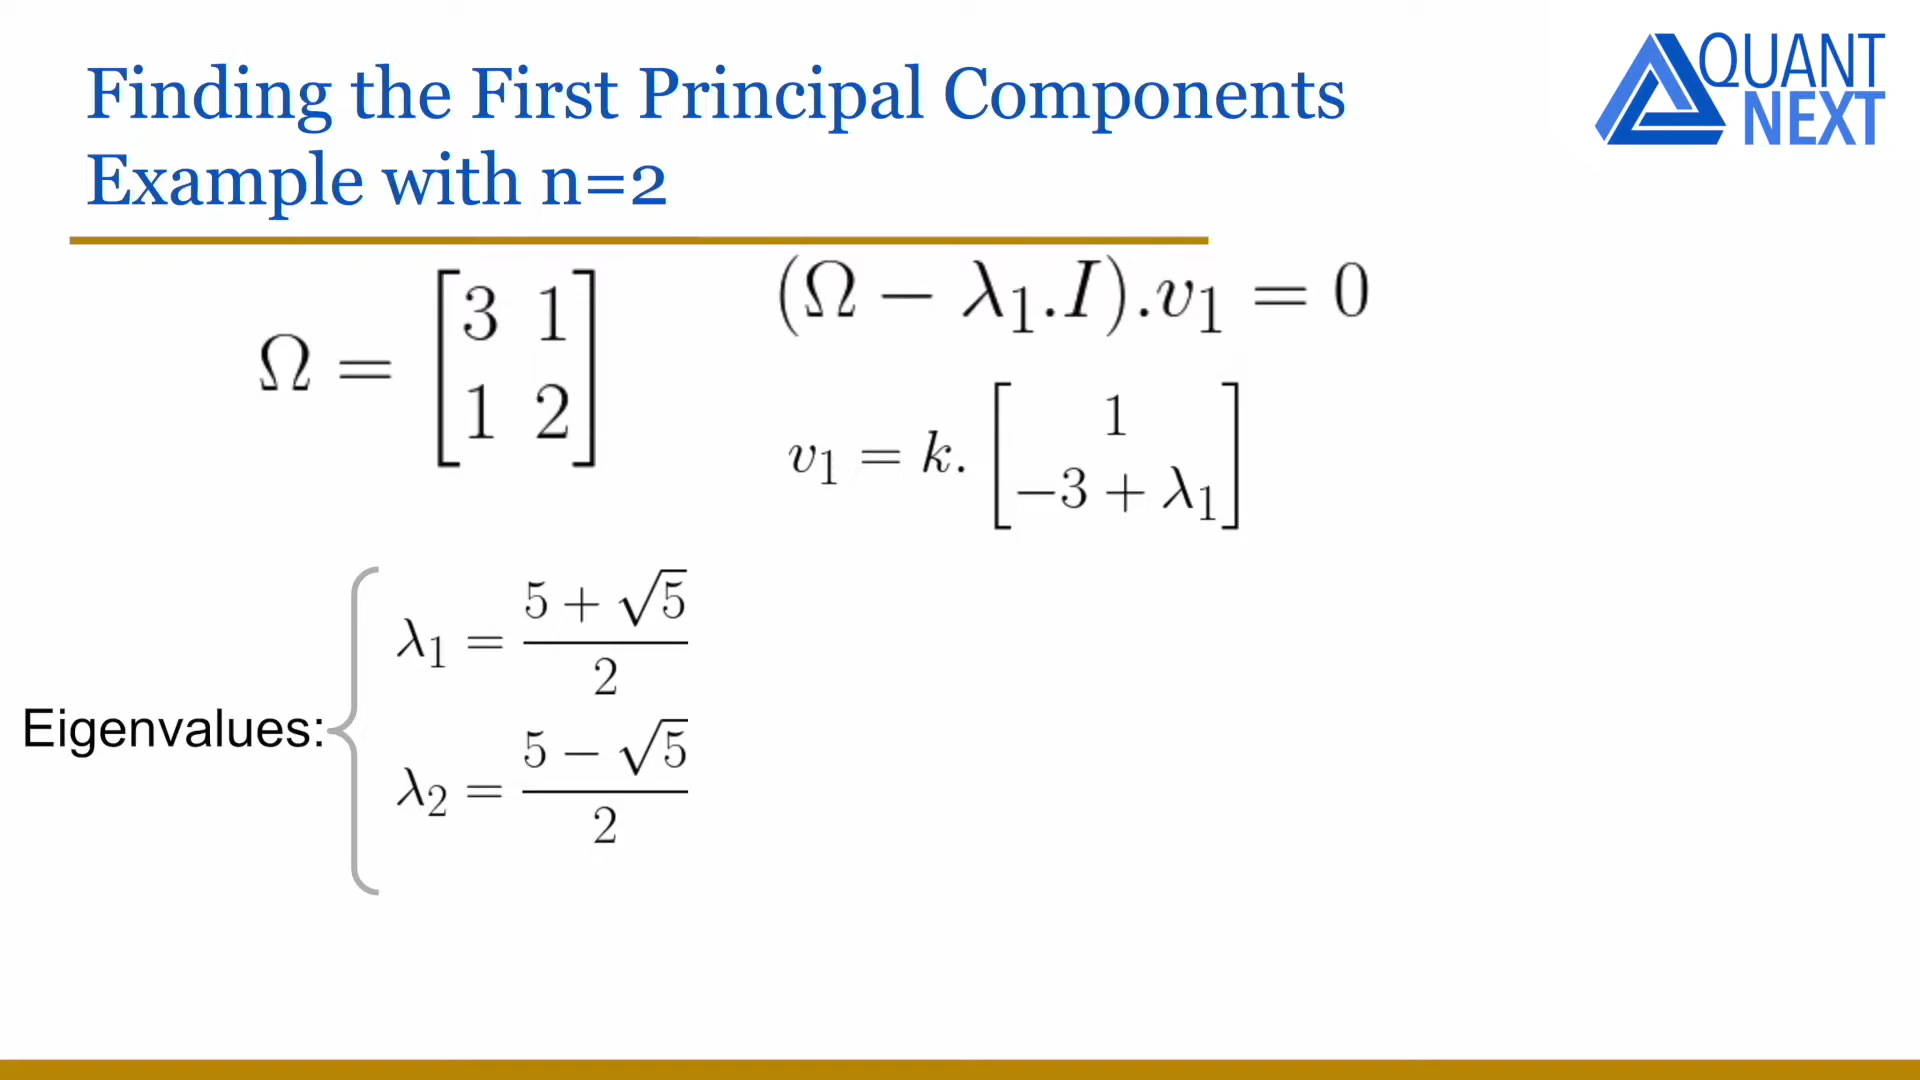 Finding the First Principal Components
Example with n=2
QUANT
NEXT
Ω = [3 1
1 2]
(Ω − λ₁.I).v₁ = 0
v₁ = k. [1
−3 + λ₁]
Eigenvalues:
λ₁ = (5 + √5) / 2
λ₂ = (5 − √5) / 2